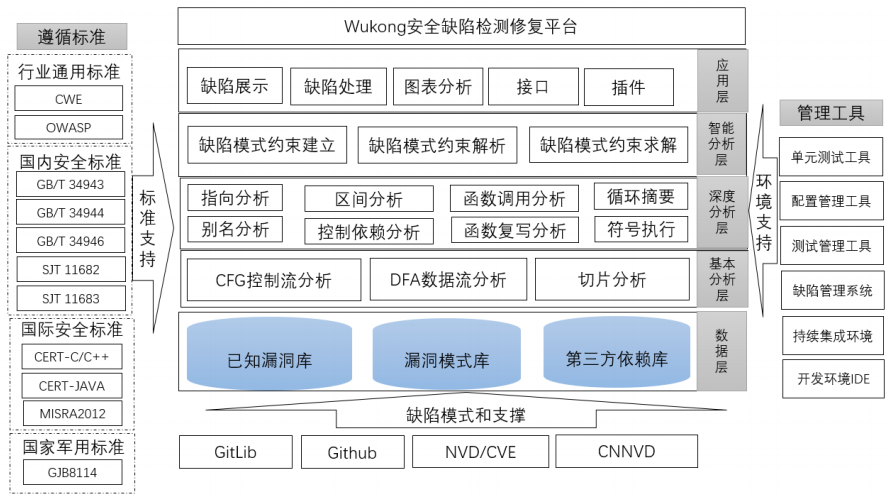 遵循标准
行业通用标准
CWE
OWASP
国内安全标准
GB/T 34943
GB/T 34944
GB/T 34946
SJT 11682
SJT 11683
国际安全标准
CERT-C/C++
CERT-JAVA
MISRA2012
国家军用标准
GJB8114
标准支持
Wukong安全缺陷检测修复平台
缺陷展示 缺陷处理 图表分析 接口 插件
应用层
缺陷模式约束建立 缺陷模式约束解析 缺陷模式约束求解
智能分析层
指向分析 区间分析 函数调用分析 循环摘要
别名分析 控制依赖分析 函数复写分析 符号执行
深度分析层
CFG控制流分析 DFA数据流分析 切片分析
基本分析层
已知漏洞库 漏洞模式库 第三方依赖库
数据层
缺陷模式和支撑
GitLib Github NVD/CVE CNNVD
环境支持
管理工具
单元测试工具
配置管理工具
测试管理工具
缺陷管理系统
持续集成环境
开发环境IDE